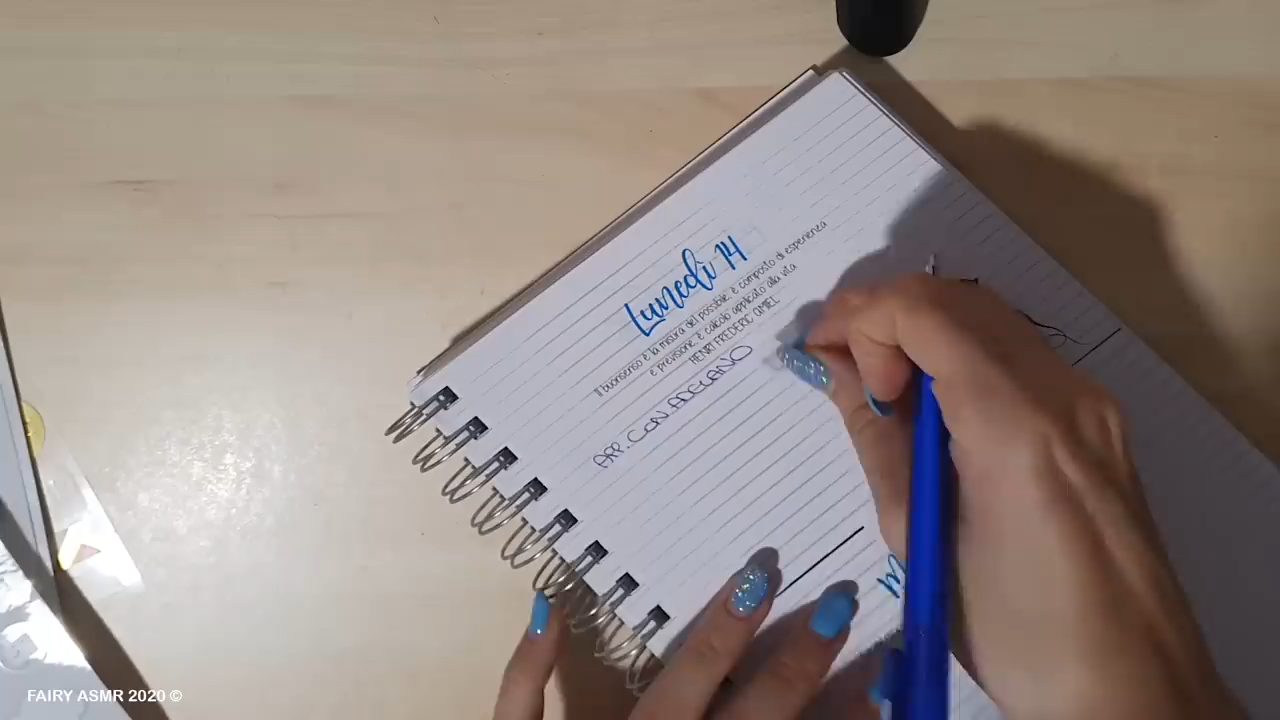 Lunedì 14
Il buonsenso è la misura del possibile; è composto di esperienza
e previsione; è calcolo applicato alla vita
HENRI FRÉDÉRIC AMIEL
APP. CON ADELANO
M
FAIRY ASMR 2020 ©